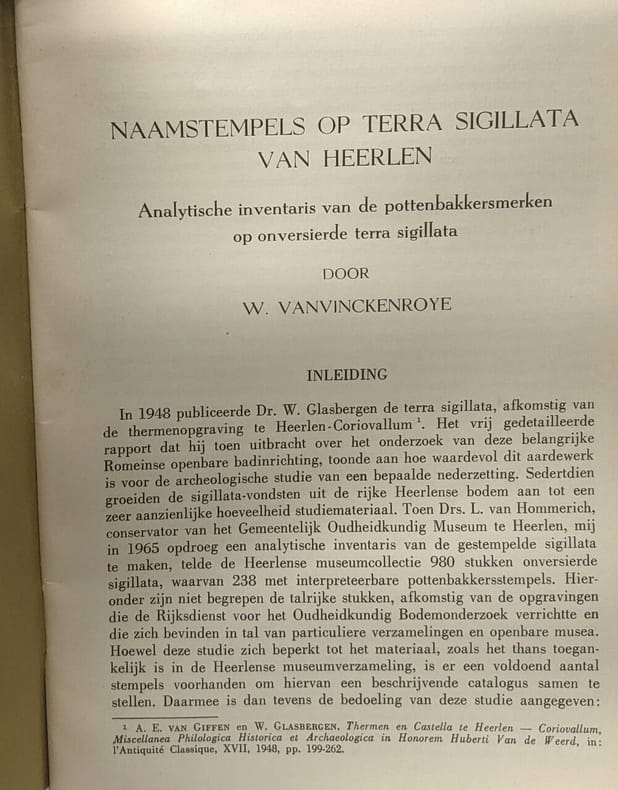 NAAMSTEMPELS OP TERRA SIGILLATA
VAN HEERLEN
Analytische inventaris van de pottenbakkersmerken
op onversierde terra sigillata
DOOR
W. VANVINCKENROYE
INLEIDING
In 1948 publiceerde Dr. W. Glasbergen de terra sigillata, afkomstig van
de thermenopgraving te Heerlen-Coriovallum ¹. Het vrij gedetailleerde
rapport dat hij toen uitbracht over het onderzoek van deze belangrijke
Romeinse openbare badinrichting, toonde aan hoe waardevol dit aardewerk
is voor de archeologische studie van een bepaalde nederzetting. Sedertdien
groeiden de sigillata-vondsten uit de rijke Heerlense bodem aan tot een
zeer aanzienlijke hoeveelheid studiemateriaal. Toen Drs. L. van Hommerich,
conservator van het Gemeentelijk Oudheidkundig Museum te Heerlen, mij
in 1965 opdroeg een analytische inventaris van de gestempelde sigillata
te maken, telde de Heerlense museumcollectie 980 stukken onversierde
sigillata, waarvan 238 met interpreteerbare pottenbakkersstempels. Hier-
onder zijn niet begrepen de talrijke stukken, afkomstig van de opgravingen
die de Rijksdienst voor het Oudheidkundig Bodemonderzoek verrichtte en
die zich bevinden in tal van particuliere verzamelingen en openbare musea.
Hoewel deze studie zich beperkt tot het materiaal, zoals het thans toegan-
kelijk is in de Heerlense museumverzameling, is er een voldoend aantal
stempels voorhanden om hiervan een beschrijvende catalogus samen te
stellen. Daarmee is dan tevens de bedoeling van deze studie aangegeven:
¹ A. E. VAN GIFFEN en W. GLASBERGEN, Thermen en Castella te Heerlen — Coriovallum,
Miscellanea Philologica Historica et Archaeologica in Honorem Huberti Van de Weerd, in:
l'Antiquité Classique, XVII, 1948, pp. 199-262.